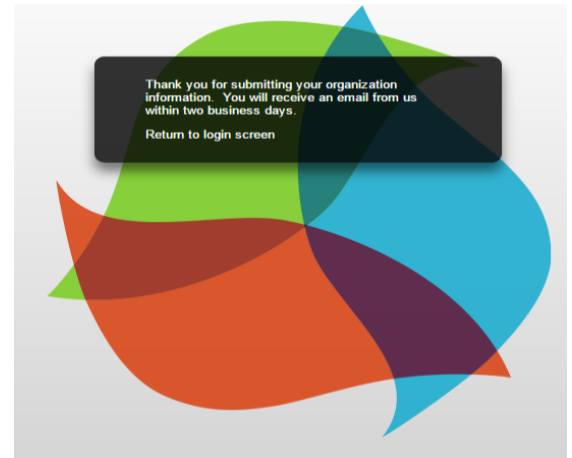 Thank you for submitting your organization
information.  You will receive an email from us
within two business days.
Return to login screen